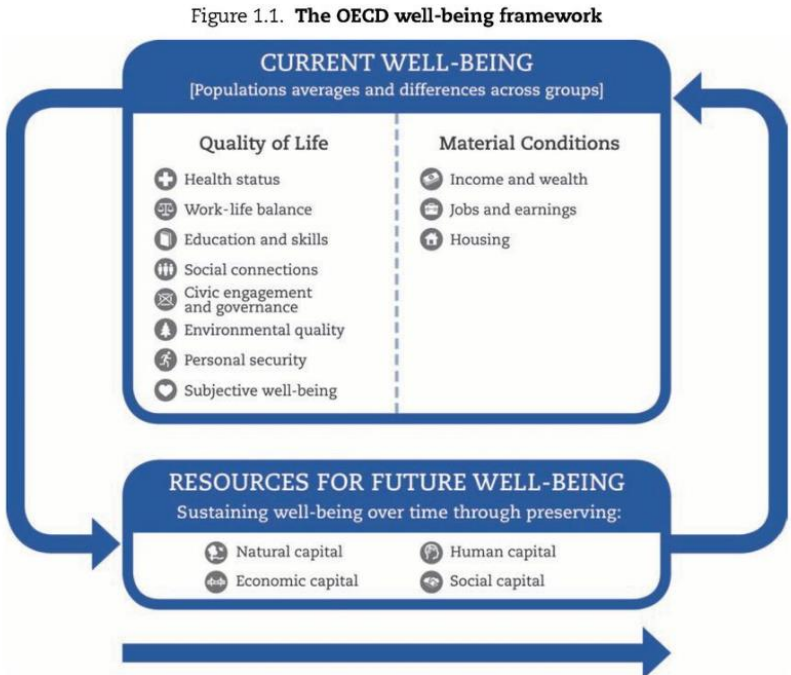 Figure 1.1. The OECD well-being framework
CURRENT WELL-BEING
[Populations averages and differences across groups]
Quality of Life
Health status
Work-life balance
Education and skills
Social connections
Civic engagement
and governance
Environmental quality
Personal security
Subjective well-being
Material Conditions
Income and wealth
Jobs and earnings
Housing
RESOURCES FOR FUTURE WELL-BEING
Sustaining well-being over time through preserving:
Natural capital
Human capital
Economic capital
Social capital